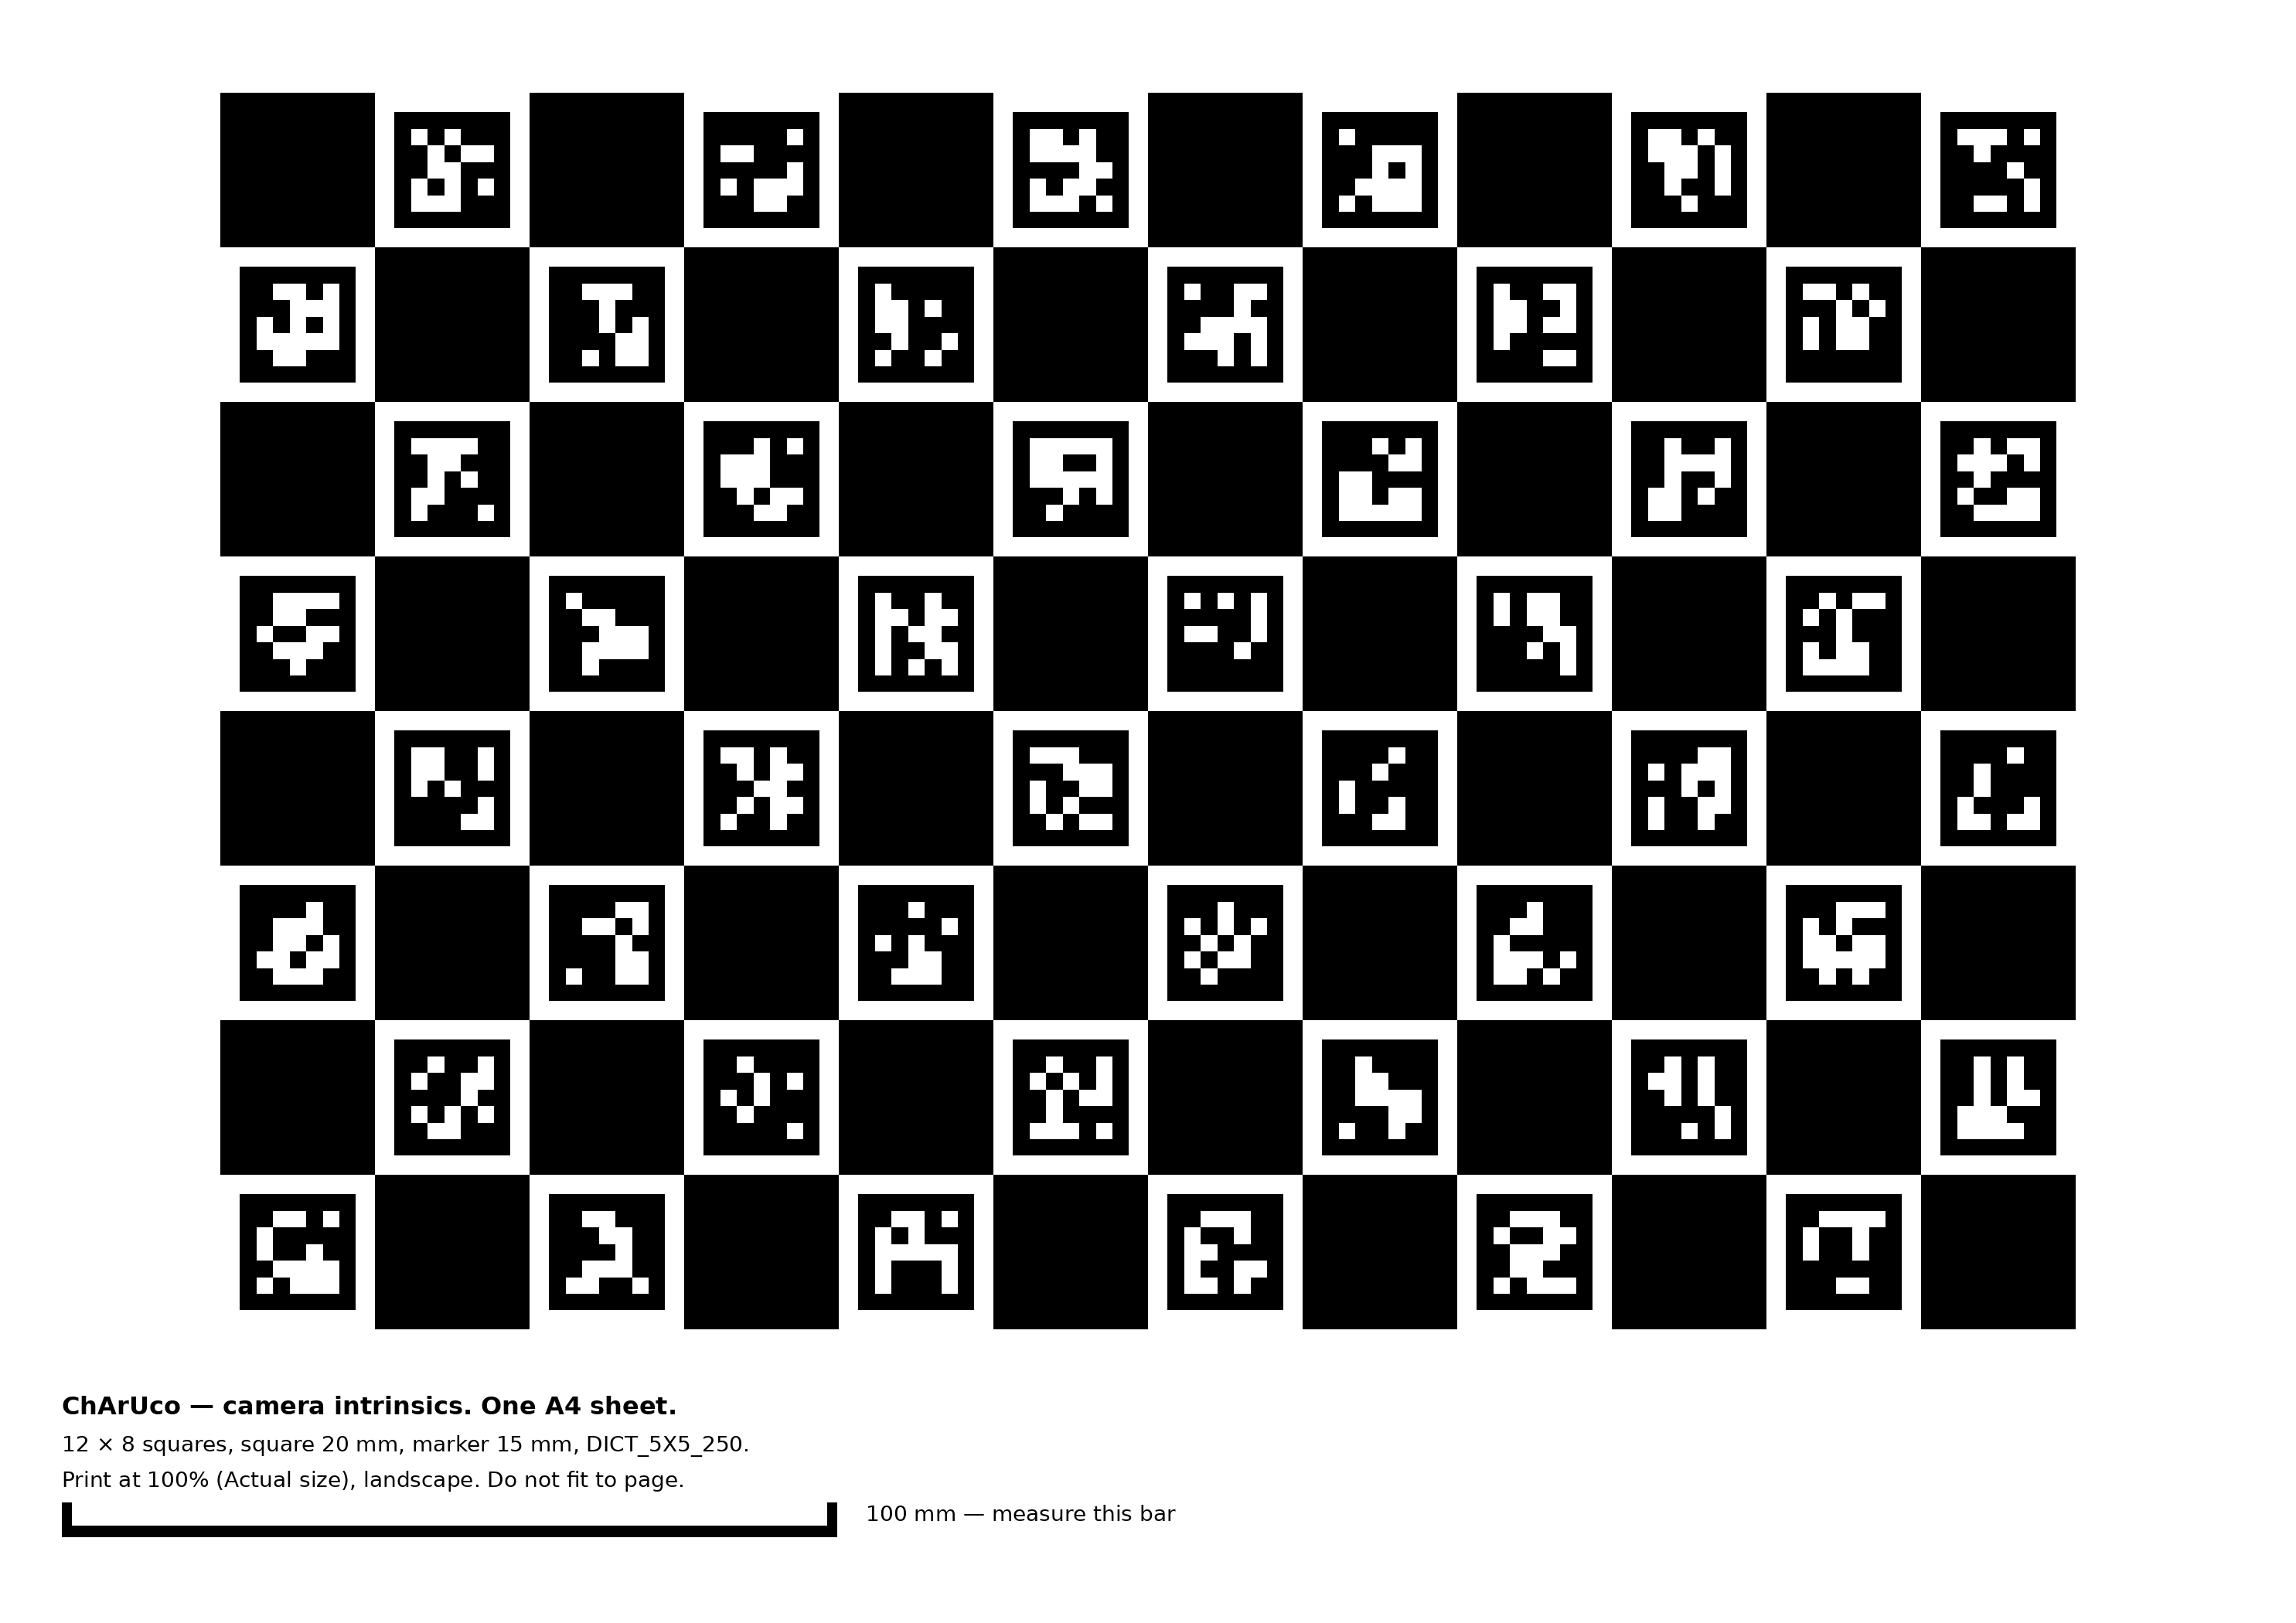 ChArUco — camera intrinsics. One A4 sheet.
12 × 8 squares, square 20 mm, marker 15 mm, DICT_5X5_250.
Print at 100% (Actual size), landscape. Do not fit to page.
100 mm — measure this bar